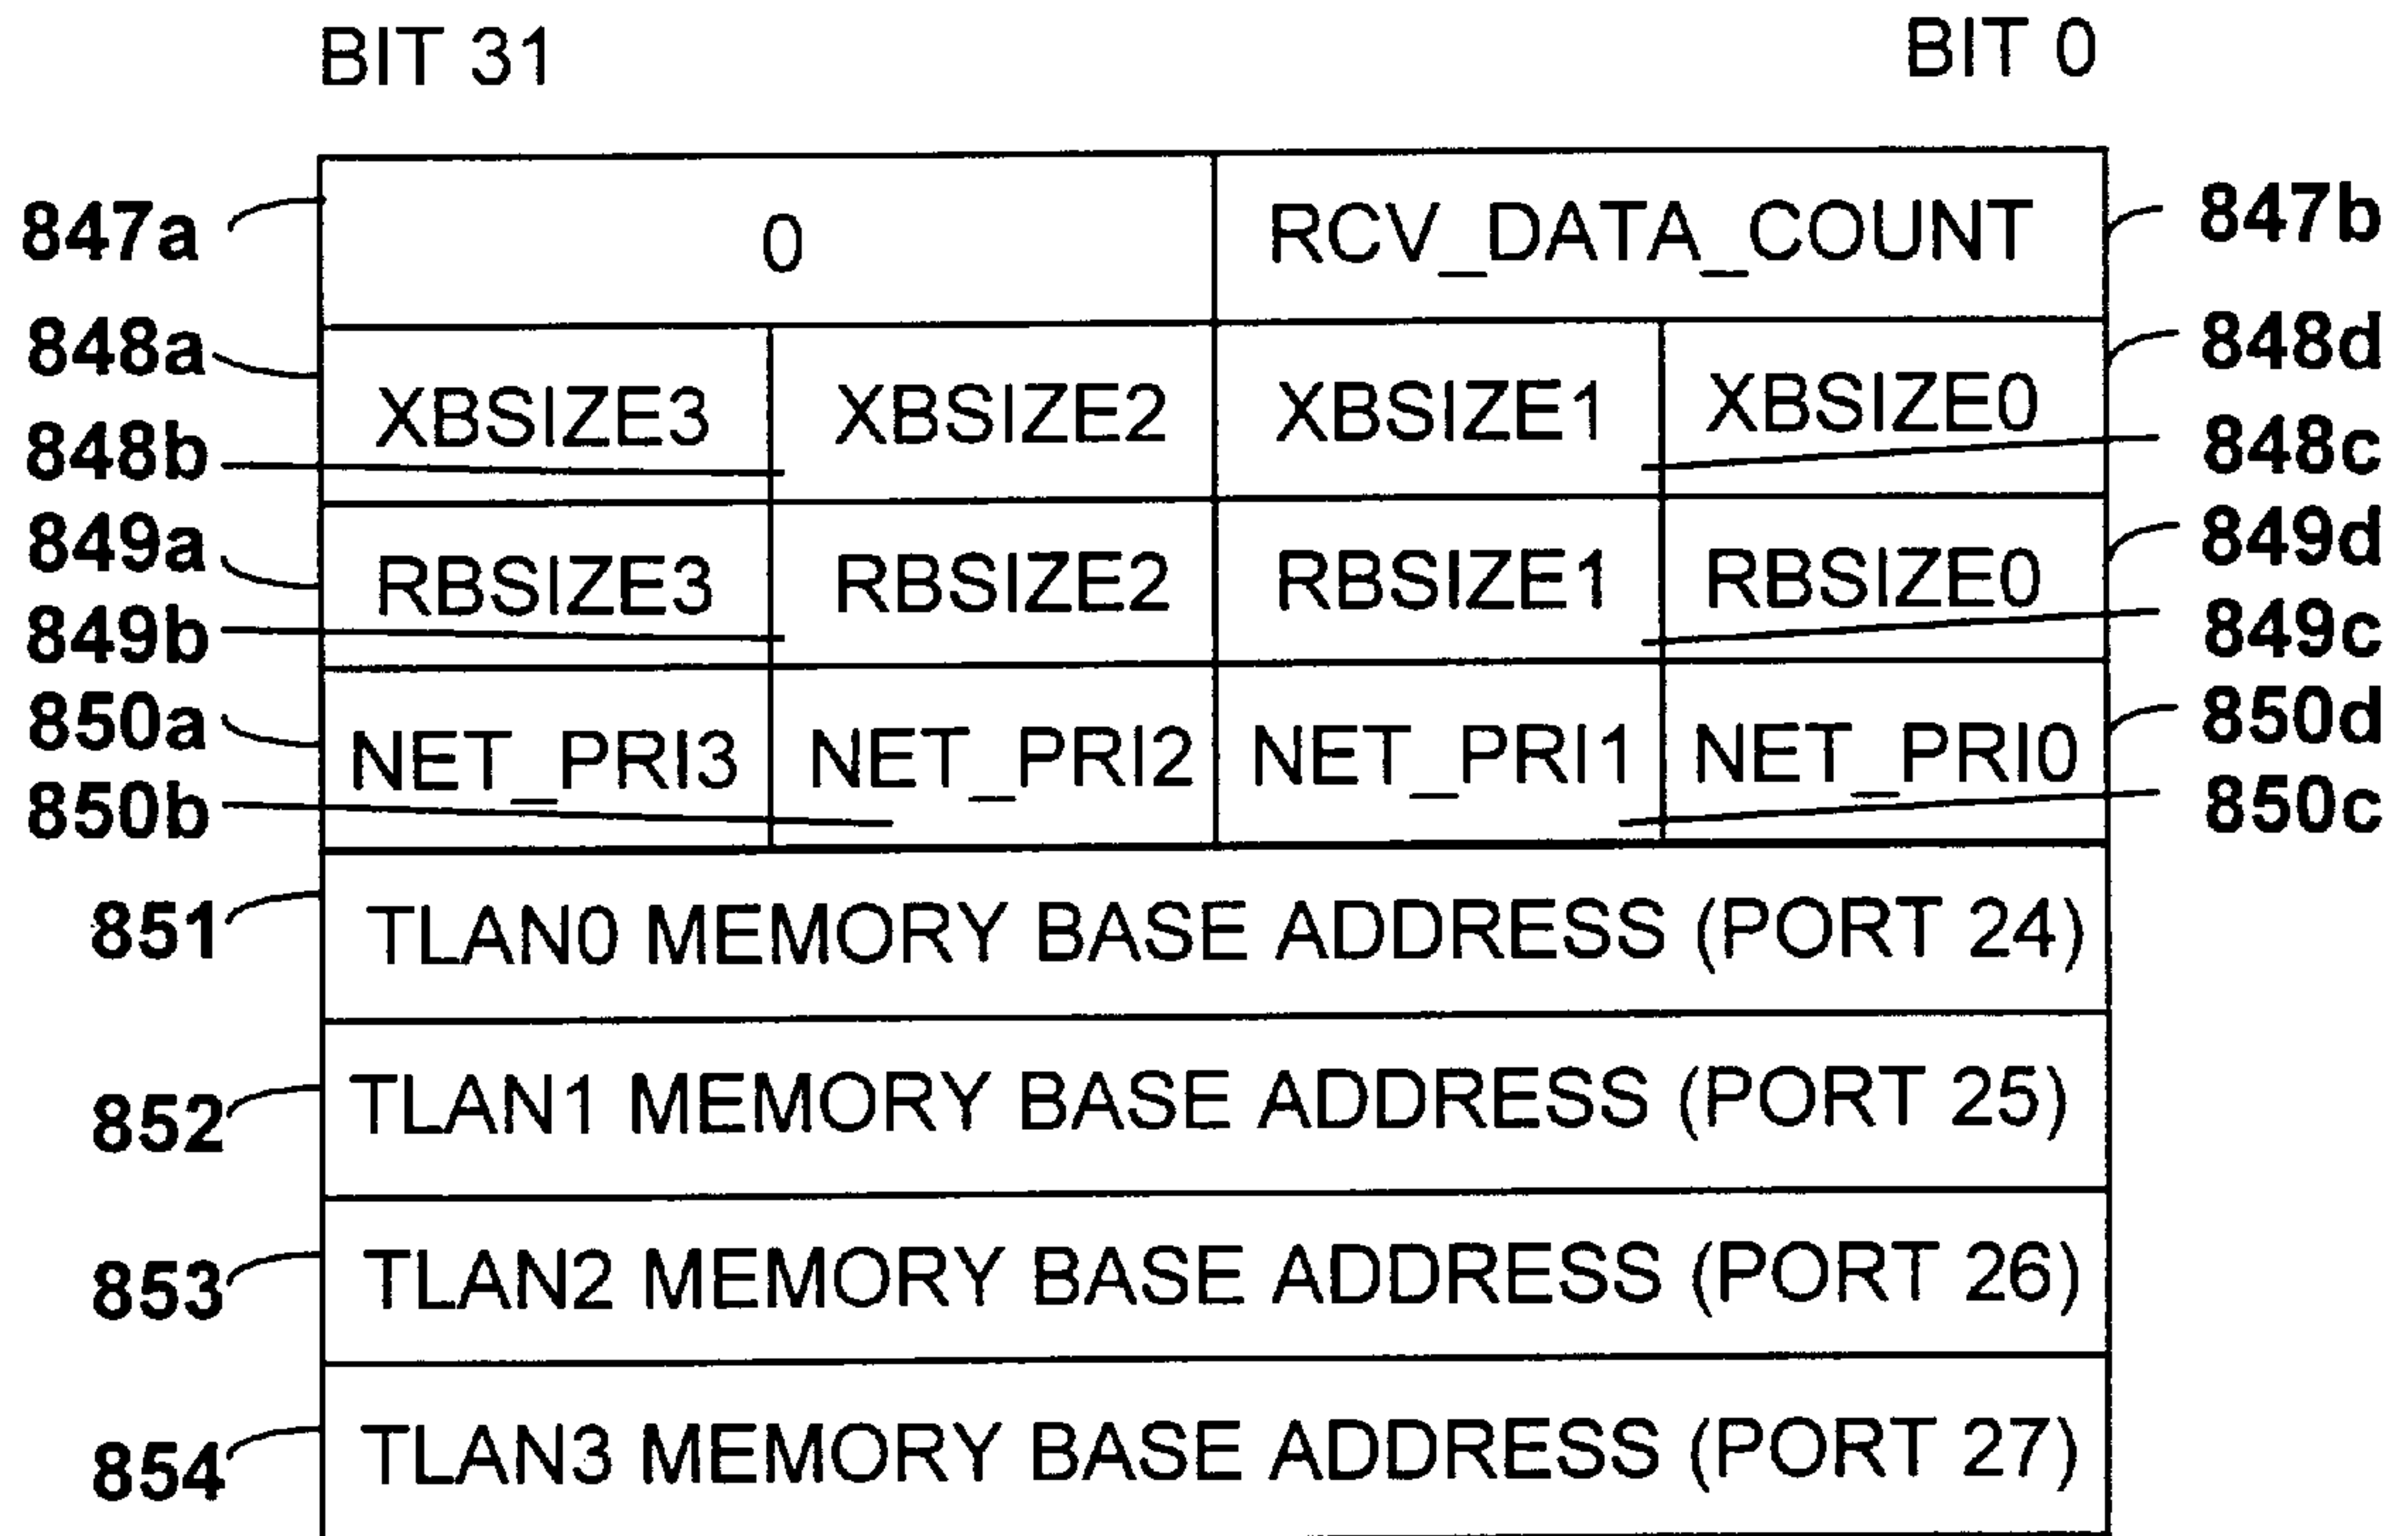 BIT 31 BIT 0
847a 0 RCV_DATA_COUNT 847b
848a 848d
XBSIZE3 XBSIZE2 XBSIZE1 XBSIZE0
848b 848c
849a 849d
RBSIZE3 RBSIZE2 RBSIZE1 RBSIZE0
849b 849c
850a 850d
NET_PRI3 NET_PRI2 NET_PRI1 NET_PRI0
850b 850c
851 TLAN0 MEMORY BASE ADDRESS (PORT 24)
852 TLAN1 MEMORY BASE ADDRESS (PORT 25)
853 TLAN2 MEMORY BASE ADDRESS (PORT 26)
854 TLAN3 MEMORY BASE ADDRESS (PORT 27)